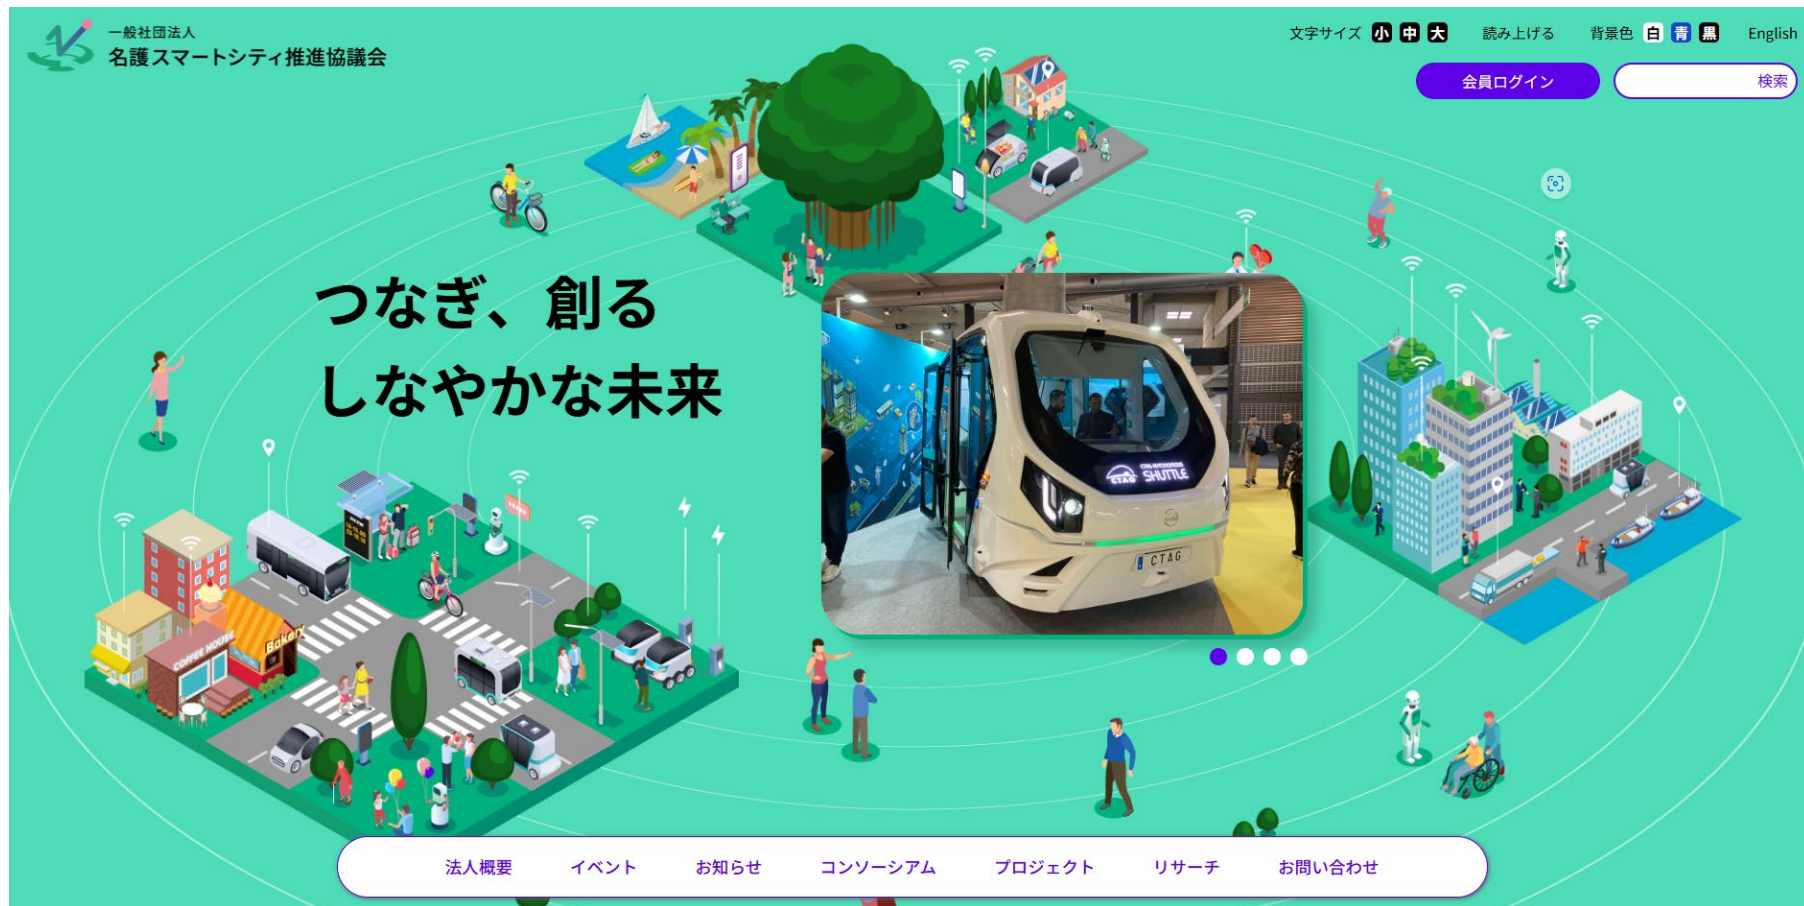 一般社団法人
名護スマートシティ推進協議会
文字サイズ 小 中 大 読み上げる 背景色 白 青 黒 English
会員ログイン 検索
つなぎ、創る
しなやかな未来
CTAG AUTONOMOUS
CTAG SHUTTLE
CTAG
COFFEE HOUSE
Bakery
法人概要 イベント お知らせ コンソーシアム プロジェクト リサーチ お問い合わせ